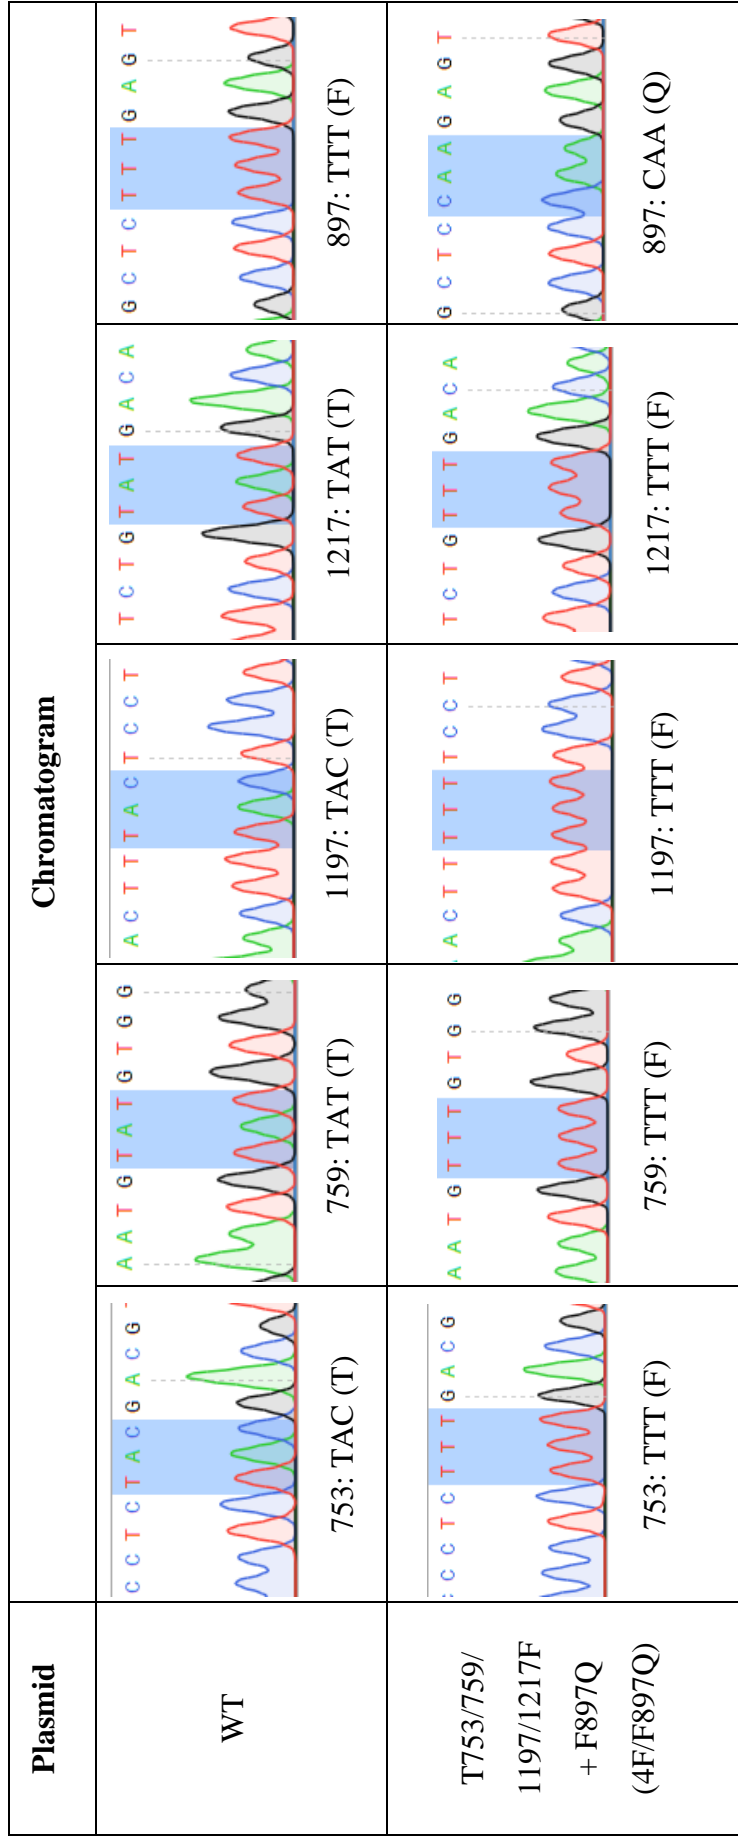 Plasmid
Chromatogram
WT
C C T C T A C G A C G
753: TAC (T)
A A T G T A T G T G G
759: TAT (T)
A C T T T A C T C C T
1197: TAC (T)
T C T G T A T G A C A
1217: TAT (T)
G C T C T T T G A G T
897: TTT (F)
T753/759/
1197/1217F
+ F897Q
(4F/F897Q)
C C T C T T T G A C G
753: TTT (F)
A A T G T T T G T G G
759: TTT (F)
A C T T T T T T C C T
1197: TTT (F)
T C T G T T T G A C A
1217: TTT (F)
G C T C C A A G A G T
897: CAA (Q)